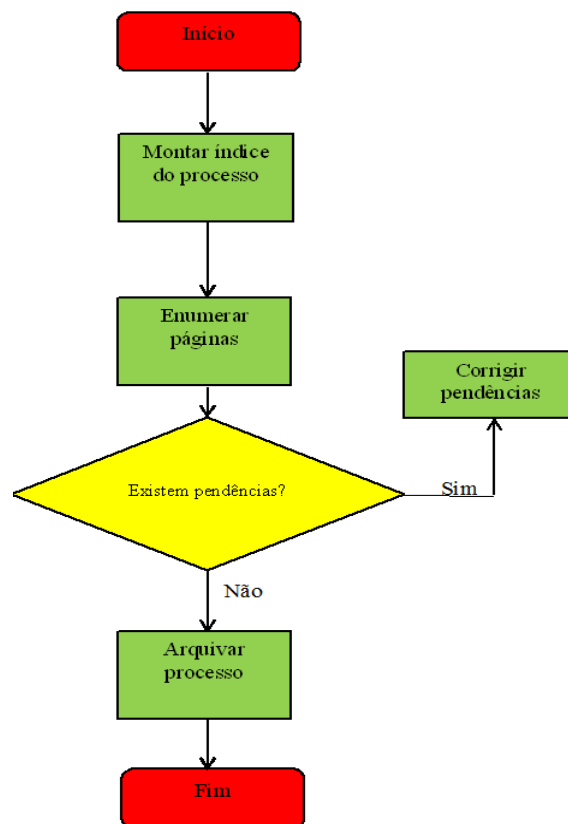 Início
Montar índice
do processo
Enumerar
páginas
Corrigir
pendências
Existem pendências?
Sim
Não
Arquivar
processo
Fim